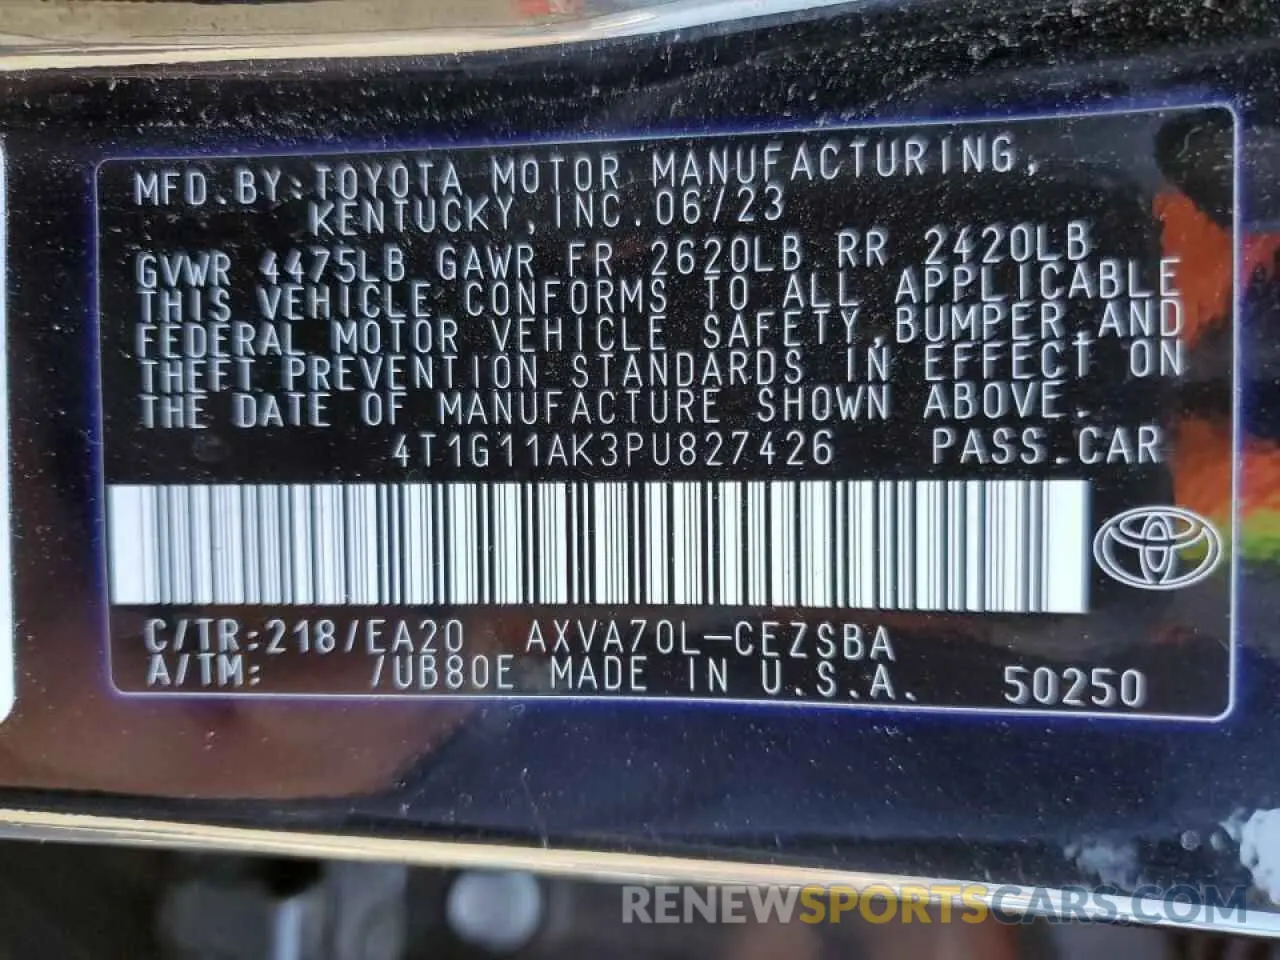 MFD.BY:TOYOTA MOTOR MANUFACTURING,
KENTUCKY,INC.06/23
GVWR 4475LB GAWR FR 2620LB RR 2420LB
THIS VEHICLE CONFORMS TO ALL APPLICABLE
FEDERAL MOTOR VEHICLE SAFETY,BUMPER,AND
THEFT PREVENTION STANDARDS IN EFFECT ON
THE DATE OF MANUFACTURE SHOWN ABOVE.
4T1G11AK3PU827426 PASS.CAR
C/TR:218/EA20 AXVA70L-CEZSBA
A/TM: /UB80E MADE IN U.S.A. 50250
RENEWSPORTSCARS.COM